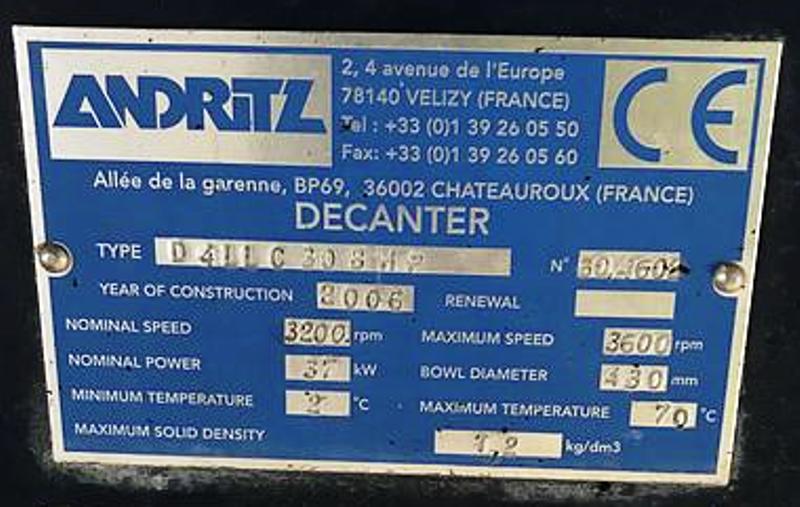 ANDRITZ
2, 4 avenue de l'Europe
78140 VELIZY (FRANCE)
Tel : +33 (0)1 39 26 05 50
Fax: +33 (0)1 39 26 05 60
CE
Allée de la garenne, BP69, 36002 CHATEAUROUX (FRANCE)
DECANTER
TYPE D 4LL C 30
N°
YEAR OF CONSTRUCTION 2006 RENEWAL
NOMINAL SPEED 3200 rpm MAXIMUM SPEED 3600 rpm
NOMINAL POWER 37 kW BOWL DIAMETER 430 mm
MINIMUM TEMPERATURE 2 °C MAXIMUM TEMPERATURE 70 °C
MAXIMUM SOLID DENSITY 1,2 kg/dm3